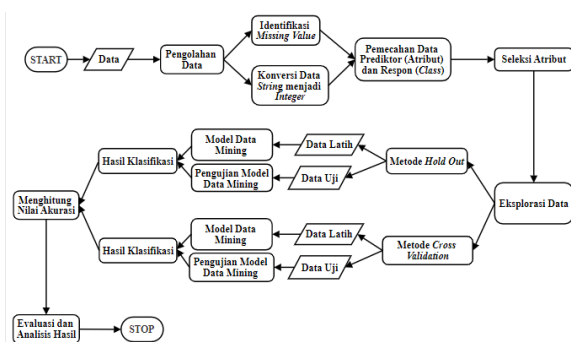 START
Data
Pengolahan
Data
Identifikasi
Missing Value
Konversi Data
String menjadi
Integer
Pemecahan Data
Prediktor (Atribut)
dan Respon (Class)
Seleksi Atribut
Eksplorasi Data
Metode Hold Out
Data Latih
Data Uji
Model Data
Mining
Pengujian Model
Data Mining
Hasil Klasifikasi
Metode Cross
Validation
Data Latih
Data Uji
Model Data
Mining
Pengujian Model
Data Mining
Hasil Klasifikasi
Menghitung
Nilai Akurasi
Evaluasi dan
Analisis Hasil
STOP